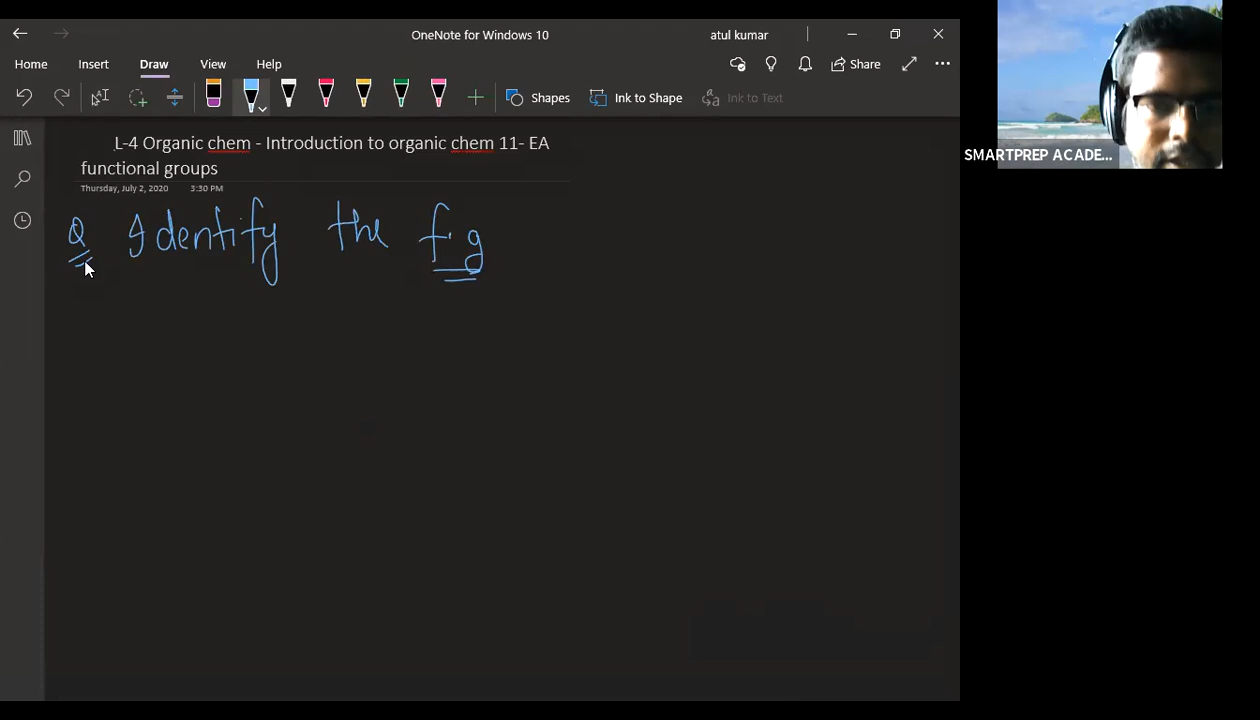 OneNote for Windows 10
atul kumar
Home Insert Draw View Help
Share
Shapes Ink to Shape Ink to Text
L-4 Organic chem - Introduction to organic chem 11- EA
functional groups
Thursday, July 2, 2020 3:30 PM
Q Identify the f.g
SMARTPREP ACADE...